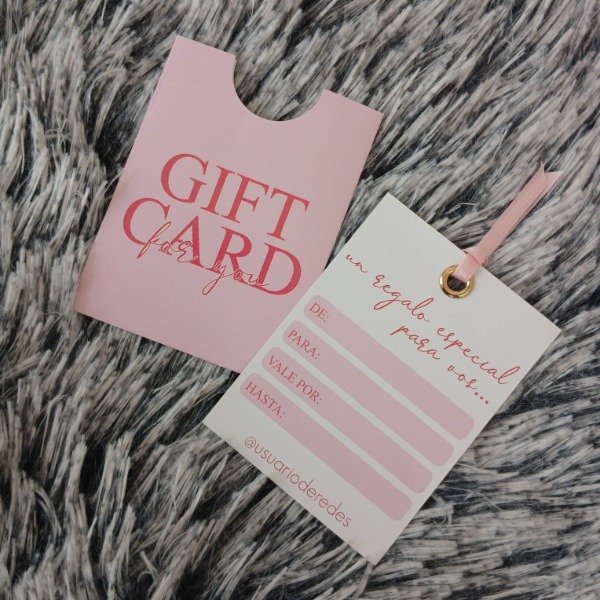 GIFT
CARD
for you
un regalo especial
para vos...
DE:
PARA:
VALE POR:
HASTA:
@usuarioderedes